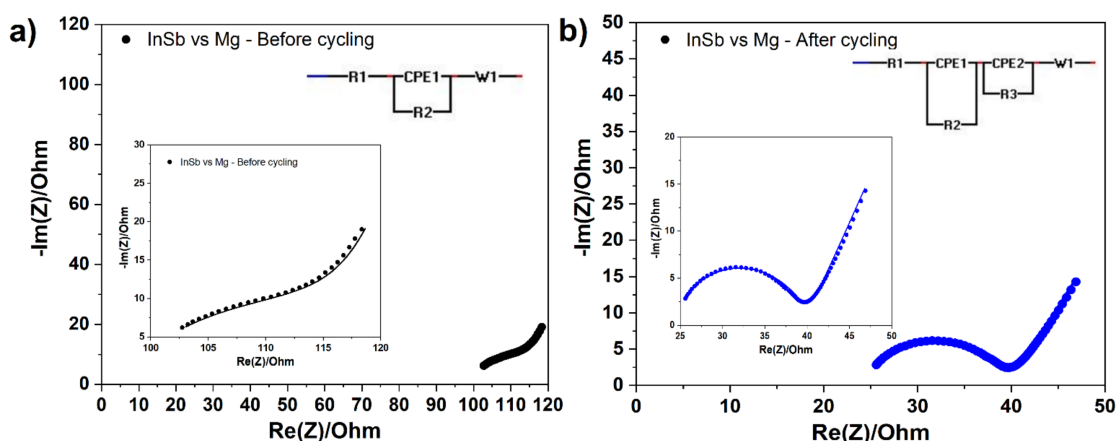 a)
InSb vs Mg - Before cycling
R1 CPE1 W1
R2
-Im(Z)/Ohm
120
100
80
60
40
20
0
0 10 20 30 40 50 60 70 80 90 100 110 120
Re(Z)/Ohm
InSb vs Mg - Before cycling
-Im(Z)/Ohm
30
25
20
15
10
5
100 105 110 115 120
Re(Z)/Ohm
b)
InSb vs Mg - After cycling
R1 CPE1 CPE2 W1
R3
R2
-Im(Z)/Ohm
50
45
40
35
30
25
20
15
10
5
0
0 10 20 30 40 50
Re(Z)/Ohm
-Im(Z)/Ohm
20
15
10
5
0
25 30 35 40 45 50
Re(Z)/Ohm